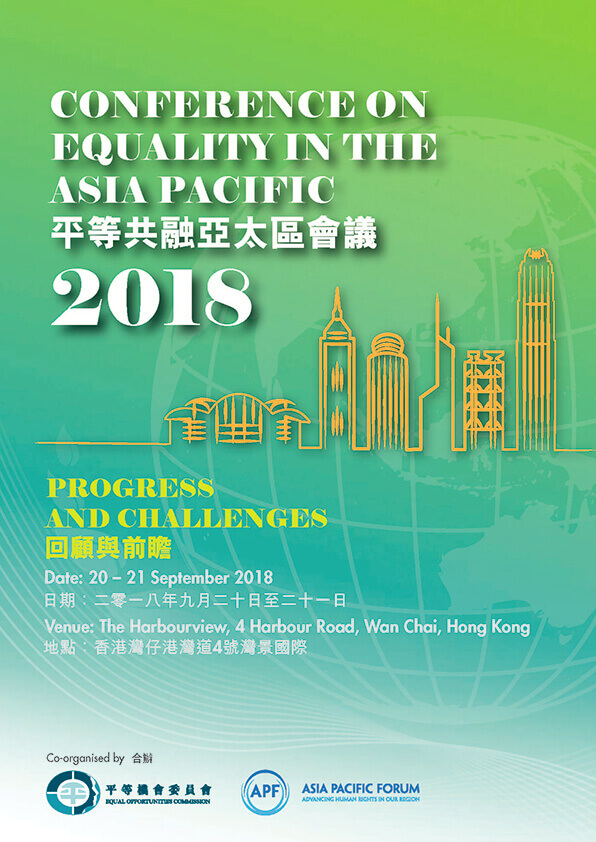 CONFERENCE ON
EQUALITY IN THE
ASIA PACIFIC
平等共融亞太區會議
2018
PROGRESS
AND CHALLENGES
回顧與前瞻
Date: 20 – 21 September 2018
日期：二零一八年九月二十日至二十一日
Venue: The Harbourview, 4 Harbour Road, Wan Chai, Hong Kong
地點：香港灣仔港灣道4號灣景國際
Co-organised by 合辦
平等機會委員會
EQUAL OPPORTUNITIES COMMISSION
APF
ASIA PACIFIC FORUM
ADVANCING HUMAN RIGHTS IN OUR REGION